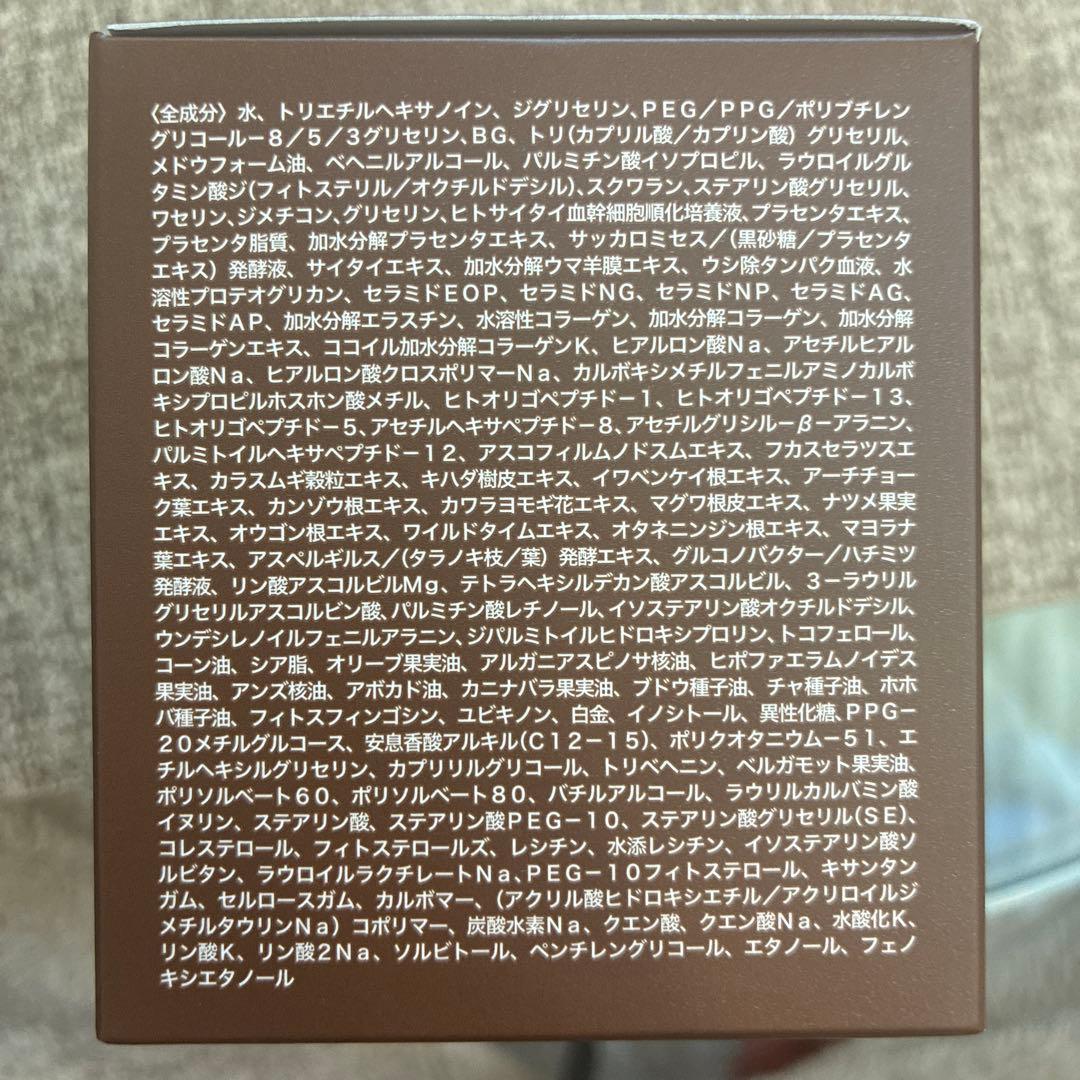 〈全成分〉水、トリエチルヘキサノイン、ジグリセリン、PEG／PPG／ポリブチレン
グリコール－8／5／3グリセリン、BG、トリ(カプリル酸／カプリン酸) グリセリル、
メドウフォーム油、ベヘニルアルコール、パルミチン酸イソプロピル、ラウロイルグル
タミン酸ジ(フィトステリル／オクチルドデシル)、スクワラン、ステアリン酸グリセリル、
ワセリン、ジメチコン、グリセリン、ヒトサイタイ血幹細胞順化培養液、プラセンタエキス、
プラセンタ脂質、加水分解プラセンタエキス、サッカロミセス／(黒砂糖／プラセンタ
エキス) 発酵液、サイタイエキス、加水分解ウマ羊膜エキス、ウシ除タンパク血液、水
溶性プロテオグリカン、セラミドEOP、セラミドNG、セラミドNP、セラミドAG、
セラミドAP、加水分解エラスチン、水溶性コラーゲン、加水分解コラーゲン、加水分解
コラーゲンエキス、ココイル加水分解コラーゲンK、ヒアルロン酸Na、アセチルヒアル
ロン酸Na、ヒアルロン酸クロスポリマーNa、カルボキシメチルフェニルアミノカルボ
キシプロピルホスホン酸メチル、ヒトオリゴペプチド－1、ヒトオリゴペプチド－13、
ヒトオリゴペプチド－5、アセチルヘキサペプチド－8、アセチルグリシル－β－アラニン、
パルミトイルヘキサペプチド－12、アスコフィルムノドスムエキス、フカスセラツスエ
キス、カラスムギ穀粒エキス、キハダ樹皮エキス、イワベンケイ根エキス、アーチチョー
ク葉エキス、カンゾウ根エキス、カワラヨモギ花エキス、マグワ根皮エキス、ナツメ果実
エキス、オウゴン根エキス、ワイルドタイムエキス、オタネニンジン根エキス、マヨラナ
葉エキス、アスペルギルス／(タラノキ枝／葉) 発酵エキス、グルコノバクター／ハチミツ
発酵液、リン酸アスコルビルMg、テトラヘキシルデカン酸アスコルビル、3－ラウリル
グリセリルアスコルビン酸、パルミチン酸レチノール、イソステアリン酸オクチルドデシル、
ウンデシレノイルフェニルアラニン、ジパルミトイルヒドロキシプロリン、トコフェロール、
コーン油、シア脂、オリーブ果実油、アルガニアスピノサ核油、ヒポファエラムノイデス
果実油、アンズ核油、アボカド油、カニナバラ果実油、ブドウ種子油、チャ種子油、ホホ
バ種子油、フィトスフィンゴシン、ユビキノン、白金、イノシトール、異性化糖、PPG－
20メチルグルコース、安息香酸アルキル(C12－15)、ポリクオタニウム－51、エ
チルヘキシルグリセリン、カプリリルグリコール、トリベヘニン、ベルガモット果実油、
ポリソルベート60、ポリソルベート80、バチルアルコール、ラウリルカルバミン酸
イヌリン、ステアリン酸、ステアリン酸PEG－10、ステアリン酸グリセリル(SE)、
コレステロール、フィトステロールズ、レシチン、水添レシチン、イソステアリン酸ソ
ルビタン、ラウロイルラクチレートNa、PEG－10フィトステロール、キサンタン
ガム、セルロースガム、カルボマー、(アクリル酸ヒドロキシエチル／アクリロイルジ
メチルタウリンNa) コポリマー、炭酸水素Na、クエン酸、クエン酸Na、水酸化K、
リン酸K、リン酸2Na、ソルビトール、ペンチレングリコール、エタノール、フェノ
キシエタノール